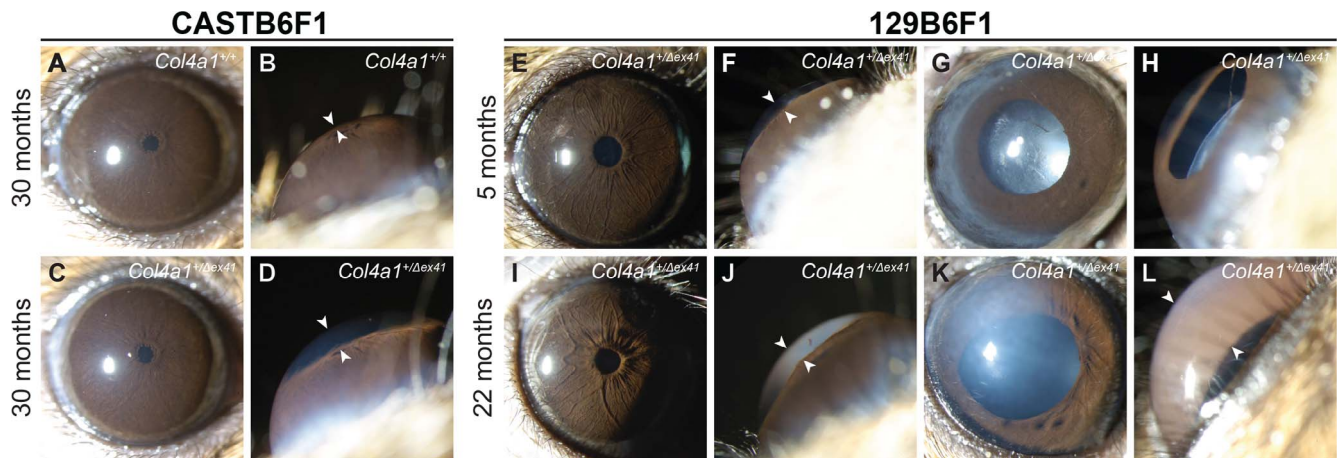 CASTB6F1
129B6F1
30 months
A
Col4a1+/+
B
Col4a1+/+
5 months
E
Col4a1+/Δex41
F
Col4a1+/Δex41
G
Col4a1+/Δex41
H
Col4a1+/Δex41
30 months
C
Col4a1+/Δex41
D
Col4a1+/Δex41
22 months
I
Col4a1+/Δex41
J
Col4a1+/Δex41
K
Col4a1+/Δex41
L
Col4a1+/Δex41